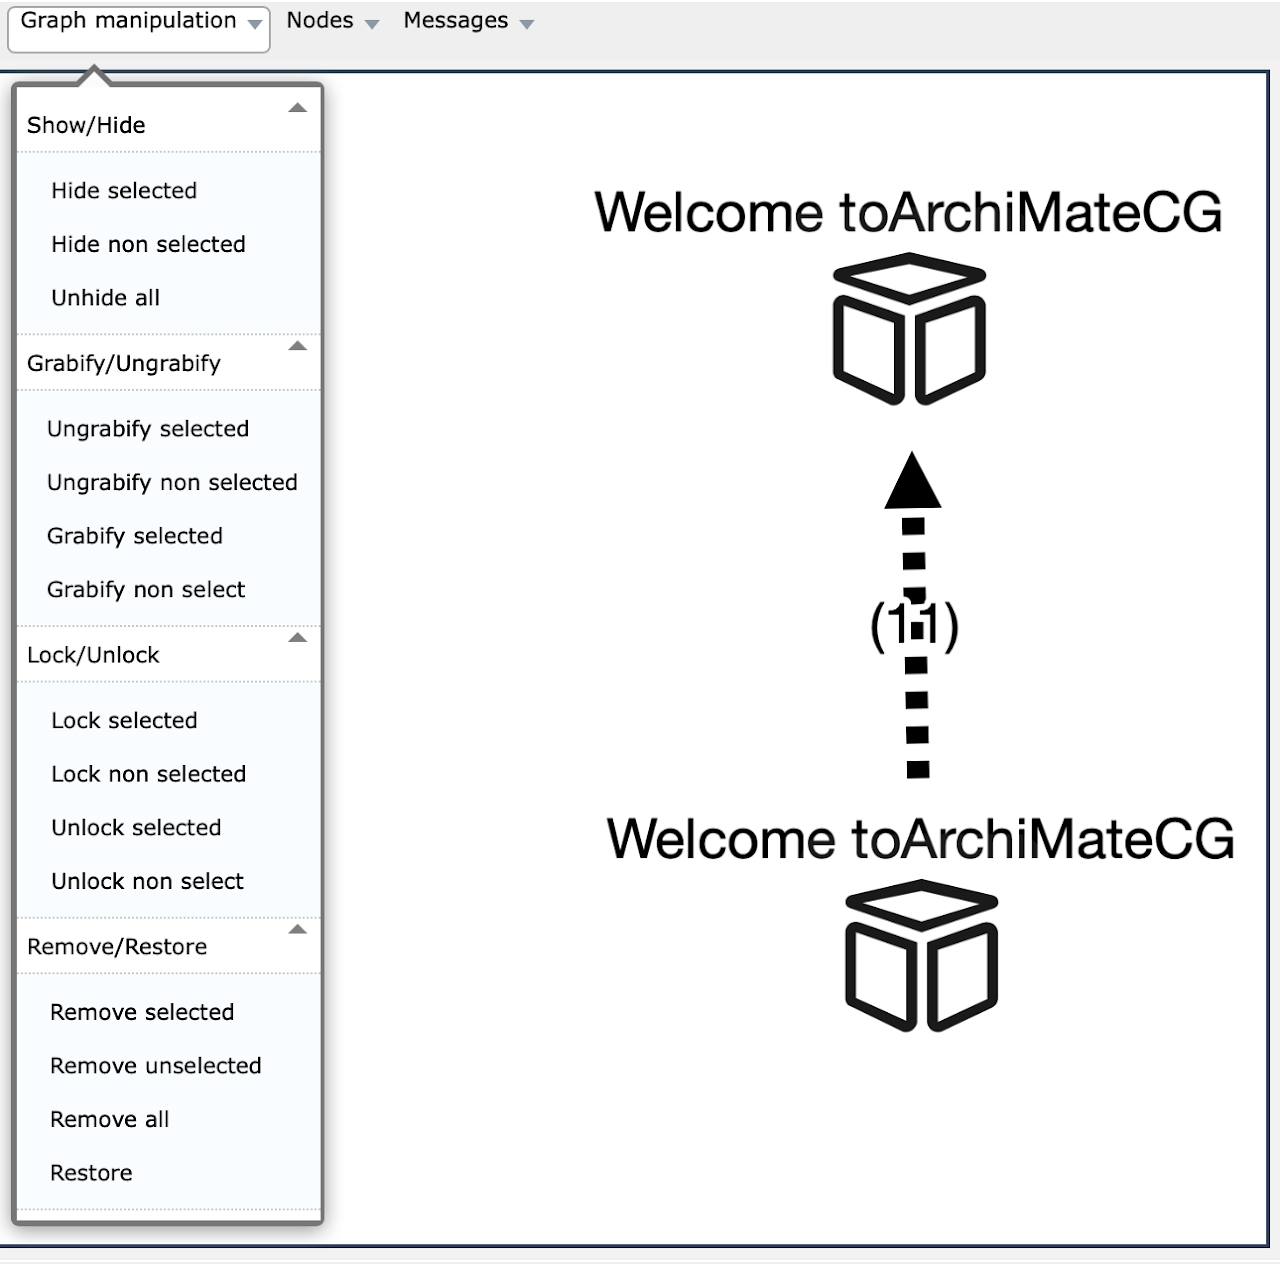 Graph manipulation Nodes Messages
Show/Hide
Hide selected
Hide non selected
Unhide all
Grabify/Ungrabify
Ungrabify selected
Ungrabify non selected
Grabify selected
Grabify non select
Lock/Unlock
Lock selected
Lock non selected
Unlock selected
Unlock non select
Remove/Restore
Remove selected
Remove unselected
Remove all
Restore
Welcome toArchiMateCG
(11)
Welcome toArchiMateCG